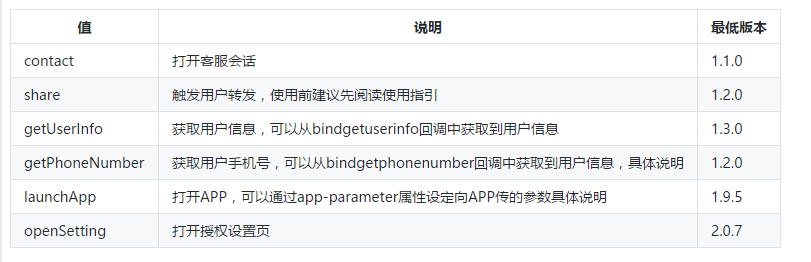 值 说明 最低版本
contact 打开客服会话 1.1.0
share 触发用户转发，使用前建议先阅读使用指引 1.2.0
getUserInfo 获取用户信息，可以从bindgetuserinfo回调中获取到用户信息 1.3.0
getPhoneNumber 获取用户手机号，可以从bindgetphonenumber回调中获取到用户信息，具体说明 1.2.0
launchApp 打开APP，可以通过app-parameter属性设定向APP传的参数具体说明 1.9.5
openSetting 打开授权设置页 2.0.7